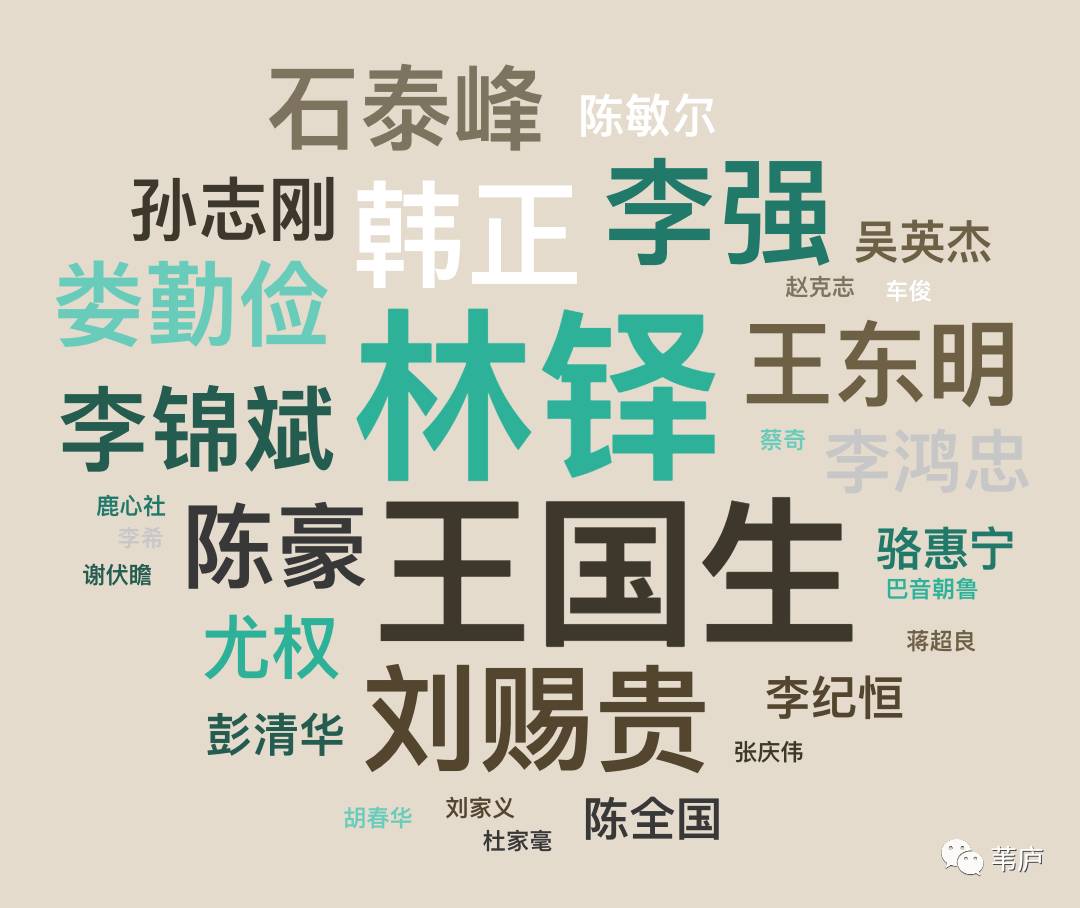 石泰峰
陈敏尔
孙志刚
韩正
李强
吴英杰
娄勤俭
赵克志
车俊
林铎
王东明
李锦斌
蔡奇
李鸿忠
鹿心社
李希
谢伏瞻
陈豪
王国生
骆惠宁
巴音朝鲁
尤权
蒋超良
刘赐贵
李纪恒
彭清华
张庆伟
胡春华
刘家义
陈全国
杜家毫
苇庐